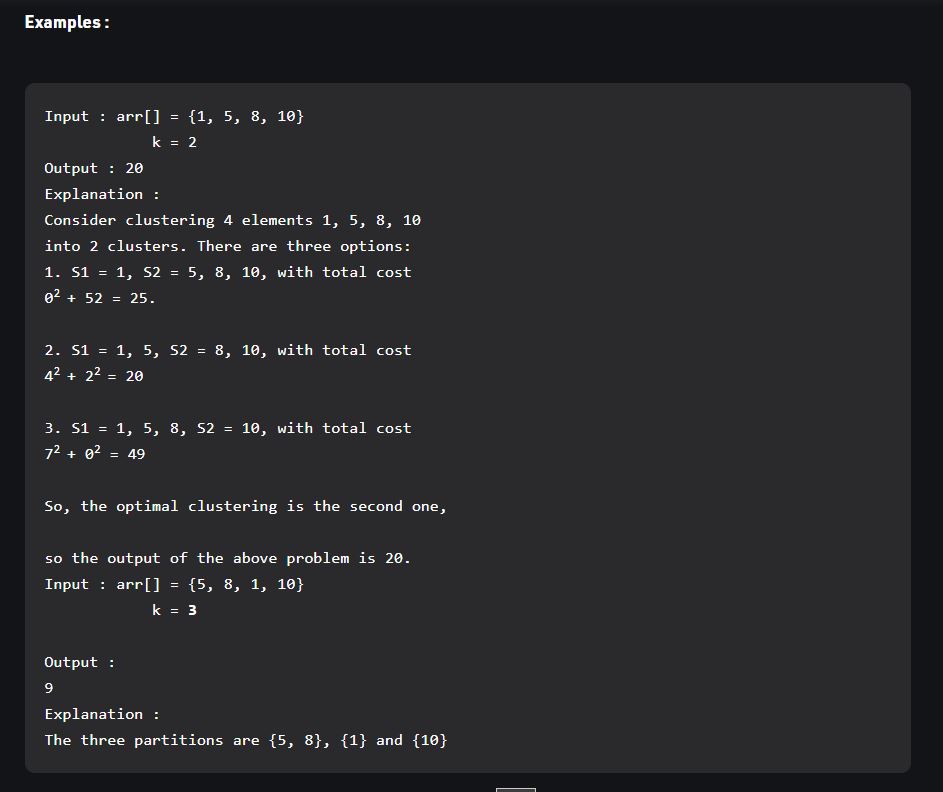 Examples :
Input : arr[] = {1, 5, 8, 10}
k = 2
Output : 20
Explanation :
Consider clustering 4 elements 1, 5, 8, 10
into 2 clusters. There are three options:
1. S1 = 1, S2 = 5, 8, 10, with total cost
0² + 52 = 25.
2. S1 = 1, 5, S2 = 8, 10, with total cost
4² + 2² = 20
3. S1 = 1, 5, 8, S2 = 10, with total cost
7² + 0² = 49
So, the optimal clustering is the second one,
so the output of the above problem is 20.
Input : arr[] = {5, 8, 1, 10}
k = 3
Output :
9
Explanation :
The three partitions are {5, 8}, {1} and {10}